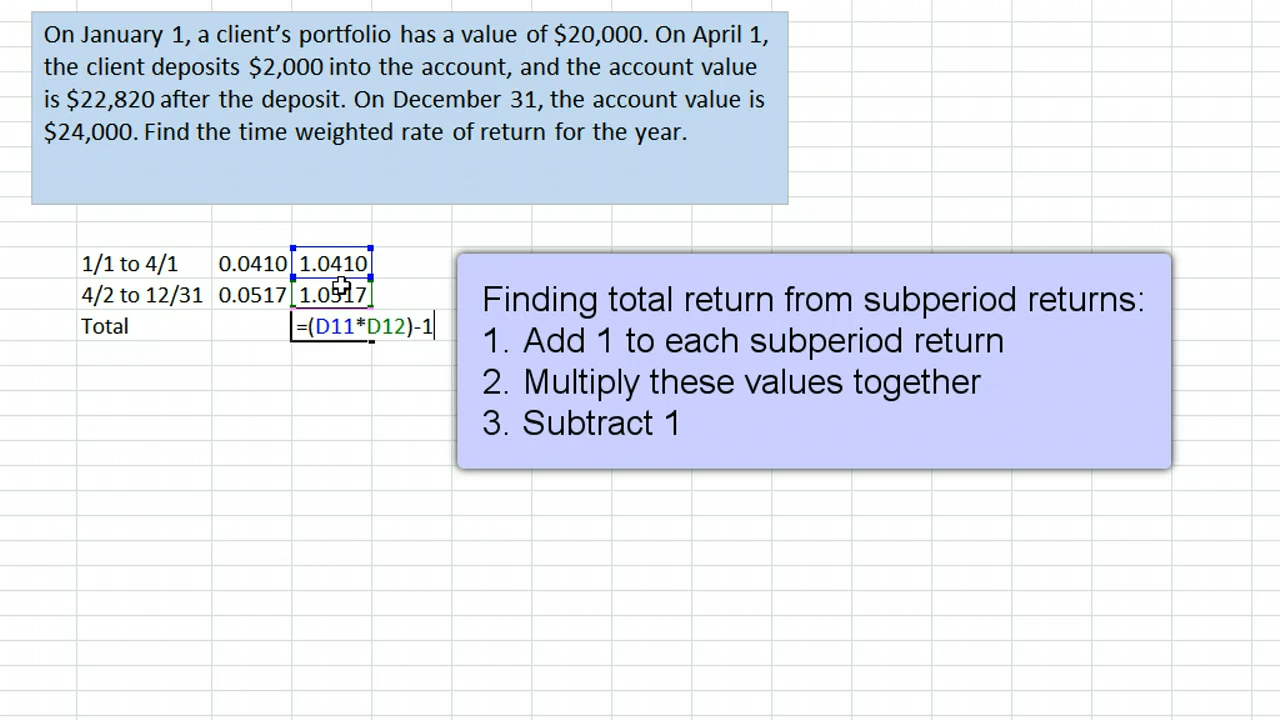 On January 1, a client’s portfolio has a value of $20,000. On April 1,
the client deposits $2,000 into the account, and the account value
is $22,820 after the deposit. On December 31, the account value is
$24,000. Find the time weighted rate of return for the year.
1/1 to 4/1 0.0410 1.0410
4/2 to 12/31 0.0517 1.0517
Total =(D11*D12)-1
Finding total return from subperiod returns:
1. Add 1 to each subperiod return
2. Multiply these values together
3. Subtract 1